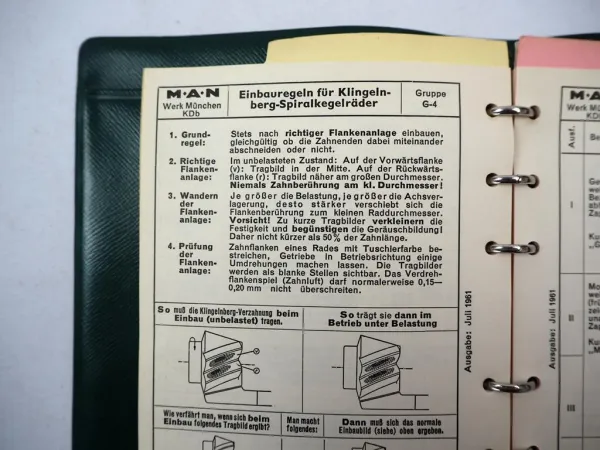 M·A·N
Werk München
KDb
Einbauregeln für Klingeln-
berg-Spiralkegelräder
Gruppe
G-4
1. Grund-
regel:
Stets nach richtiger Flankenanlage einbauen,
gleichgültig ob die Zahnenden dabei miteinander
abschneiden oder nicht.
2. Richtige
Flanken-
anlage:
Im unbelasteten Zustand: Auf der Vorwärtsflanke
(v): Tragbild in der Mitte. Auf der Rückwärts-
flanke (r): Tragbild näher am großen Durchmesser.
Niemals Zahnberührung am kl. Durchmesser!
3. Wandern
der
Flanken-
anlage:
Je größer die Belastung, je größer die Achsver-
lagerung, desto stärker verschiebt sich die
Flankenberührung zum kleinen Raddurchmesser.
Vorsicht! Zu kurze Tragbilder verkleinern die
Festigkeit und begünstigen die Geräuschbildung!
Daher nicht kürzer als 50% der Zahnlänge.
4. Prüfung
der
Flanken-
anlage:
Zahnflanken eines Rades mit Tuschierfarbe be-
streichen, Getriebe in Betriebsrichtung einige
Umdrehungen machen lassen. Die Tragbilder
werden als blanke Stellen sichtbar. Das Verdreh-
flankenspiel (Zahnluft) darf normalerweise 0,15—
0,20 mm nicht überschreiten.
So muß die Klingelnberg-Verzahnung beim
Einbau (unbelastet) tragen.
So trägt sie dann im
Betrieb unter Belastung
Wie verfährt man, wenn sich beim
Einbau folgendes Tragbild ergibt?
Man macht
folgendes:
Dann muß sich das normale
Einbaubild (siehe) oben ergeben.
Ausgabe: Juli 1961
M·A·N
Werk Mün
KDb
Ausf.
Be
I
II
III
Ausgabe: Juli 1961